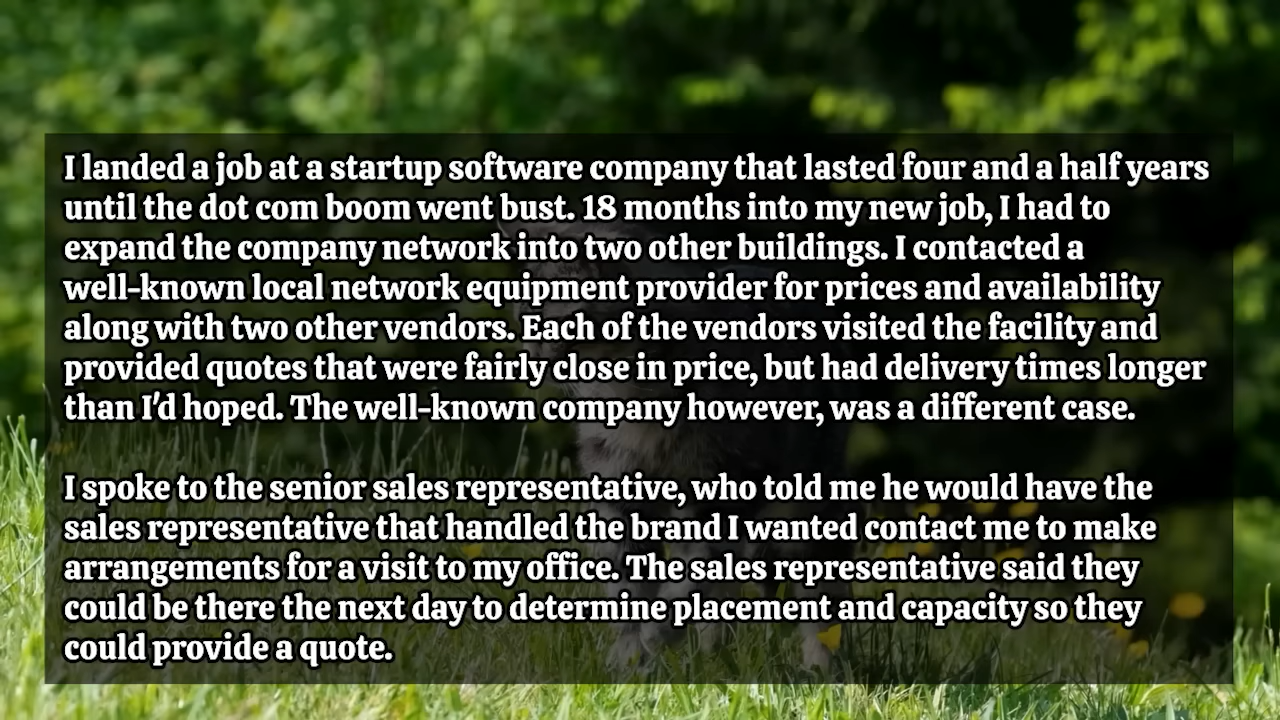 I landed a job at a startup software company that lasted four and a half years
until the dot com boom went bust. 18 months into my new job, I had to
expand the company network into two other buildings. I contacted a
well-known local network equipment provider for prices and availability
along with two other vendors. Each of the vendors visited the facility and
provided quotes that were fairly close in price, but had delivery times longer
than I'd hoped. The well-known company however, was a different case.
I spoke to the senior sales representative, who told me he would have the
sales representative that handled the brand I wanted contact me to make
arrangements for a visit to my office. The sales representative said they
could be there the next day to determine placement and capacity so they
could provide a quote.